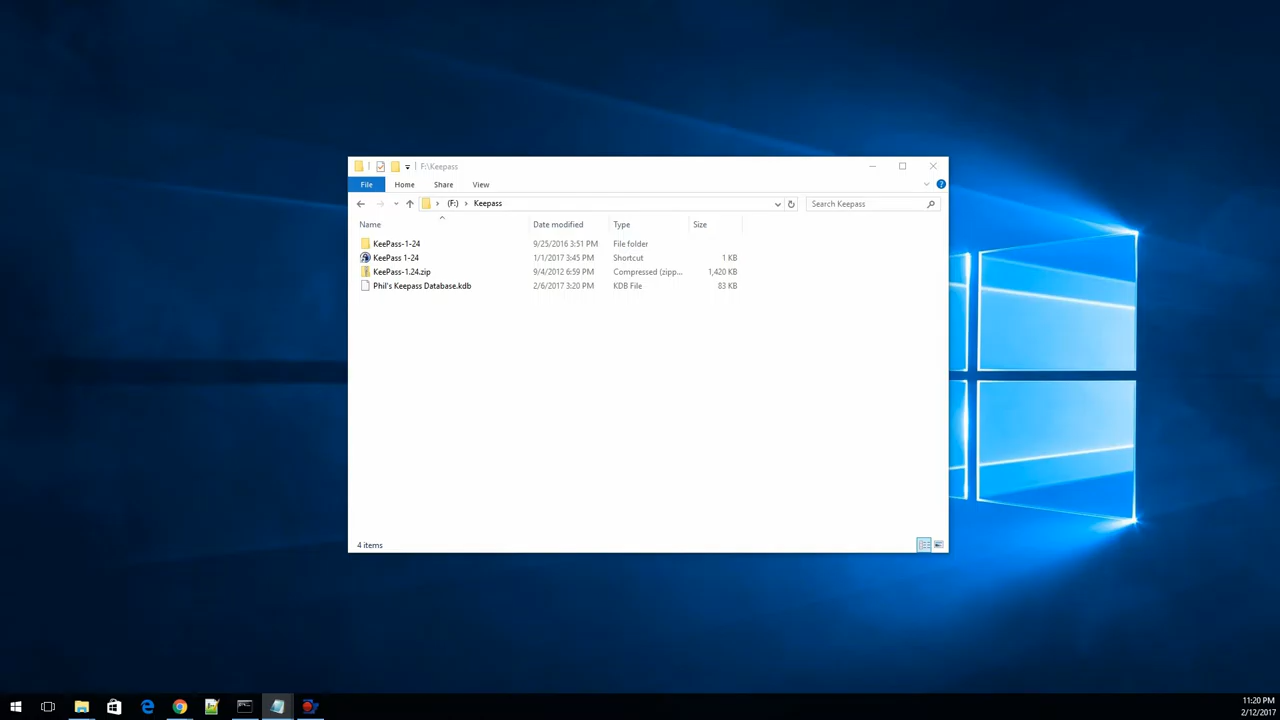 F:\Keepass
File Home Share View
(F:) Keepass Search Keepass
Name Date modified Type Size
KeePass-1-24 9/25/2016 3:51 PM File folder
KeePass 1-24 1/1/2017 3:45 PM Shortcut 1 KB
KeePass-1.24.zip 9/4/2012 6:59 PM Compressed (zipp... 1,420 KB
Phil's Keepass Database.kdb 2/6/2017 3:20 PM KDB File 83 KB
4 items
11:20 PM
2/12/2017